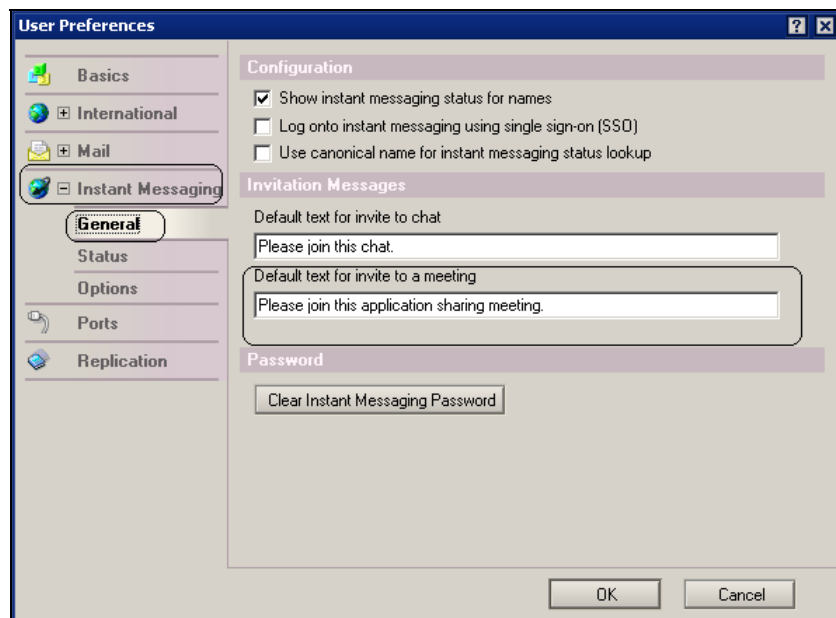 User Preferences
Basics
International
Mail
Instant Messaging
General
Status
Options
Ports
Replication
Configuration
Show instant messaging status for names
Log onto instant messaging using single sign-on (SSO)
Use canonical name for instant messaging status lookup
Invitation Messages
Default text for invite to chat
Please join this chat.
Default text for invite to a meeting
Please join this application sharing meeting.
Password
Clear Instant Messaging Password
OK
Cancel